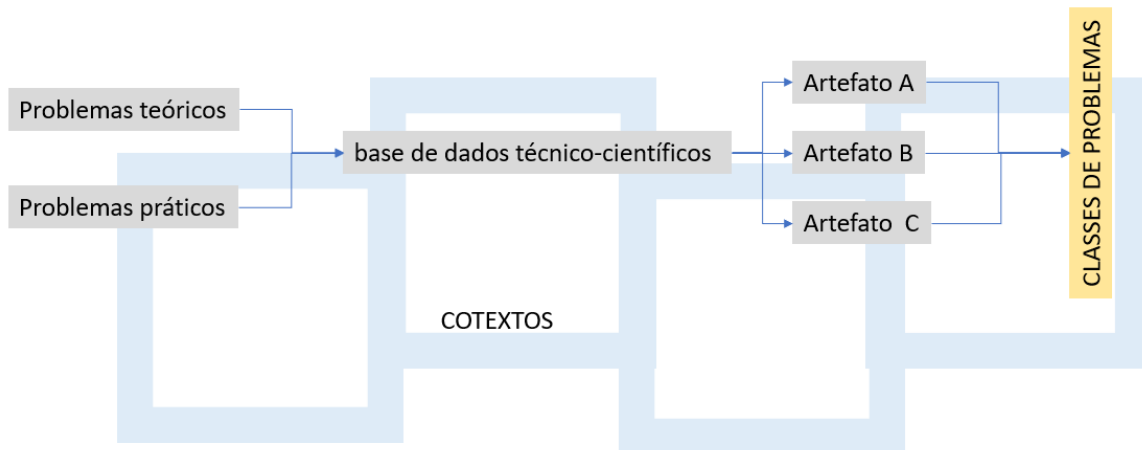 Problemas teóricos
Problemas práticos
base de dados técnico-científicos
Artefato A
Artefato B
Artefato  C
CLASSES DE PROBLEMAS
COTEXTOS